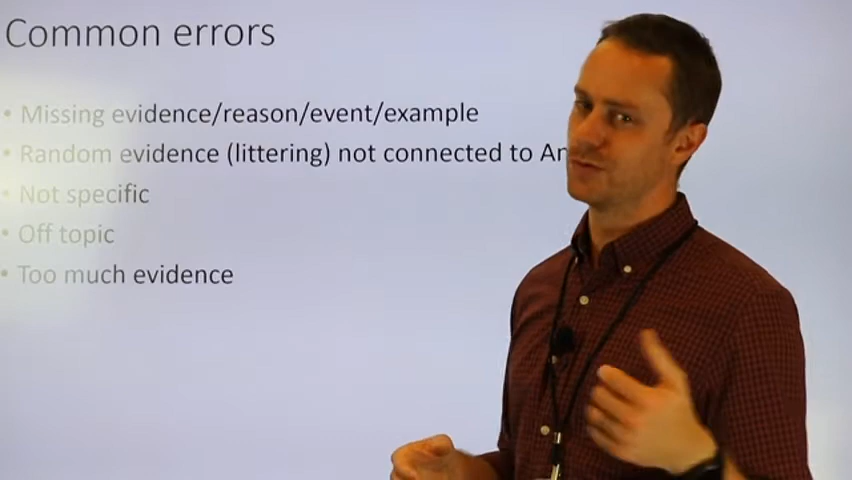 Common errors
• Missing evidence/reason/event/example
• Random evidence (littering) not connected to
• Not specific
• Off topic
• Too much evidence